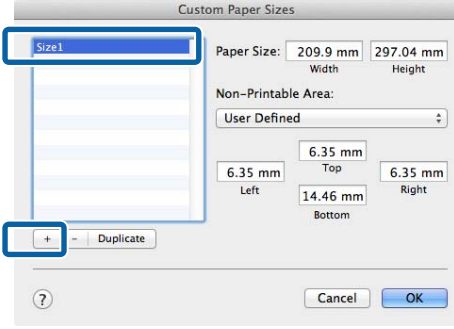 Custom Paper Sizes
Size1
Paper Size: 209.9 mm 297.04 mm
Width Height
Non-Printable Area:
User Defined
6.35 mm
Top
6.35 mm 6.35 mm
Left Right
14.46 mm
Bottom
+ - Duplicate
? Cancel OK